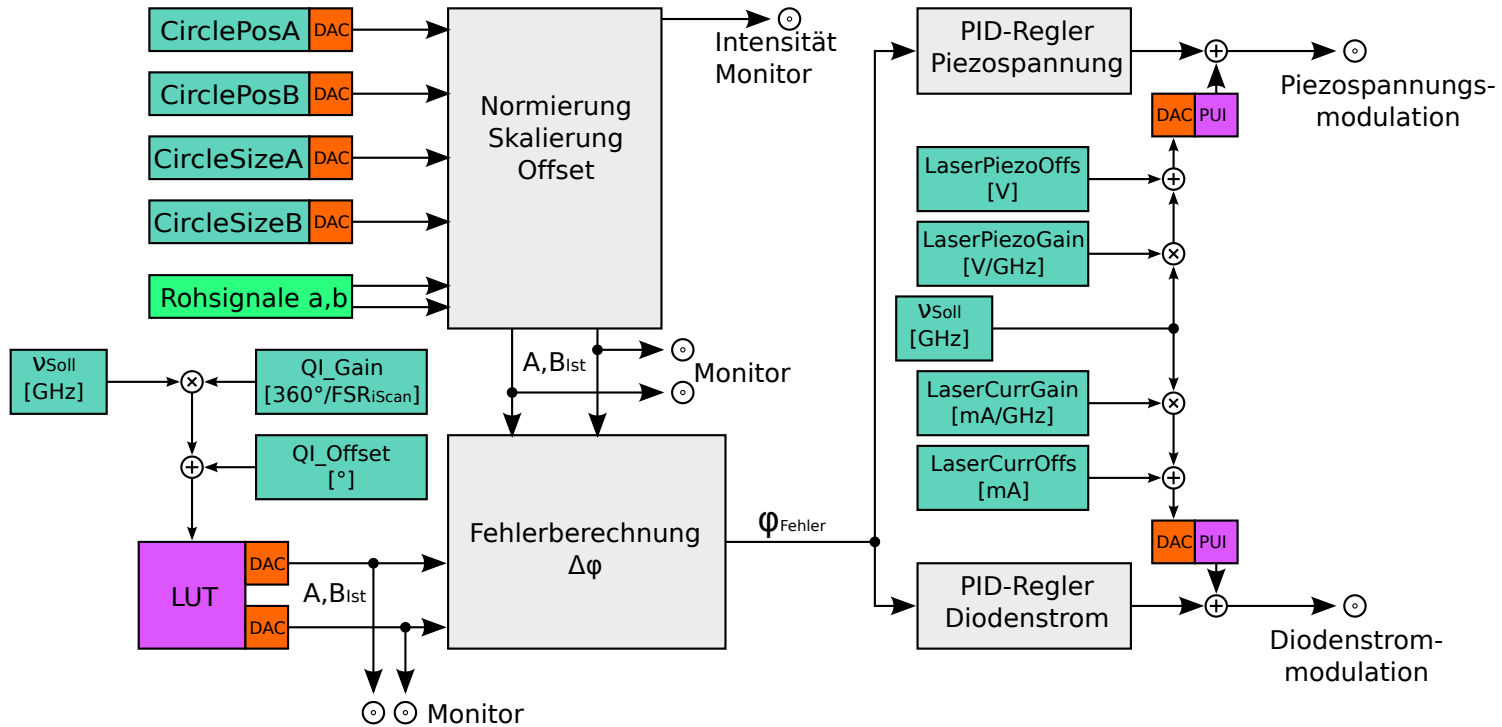 CirclePosA DAC
CirclePosB DAC
CircleSizeA DAC
CircleSizeB DAC
Rohsignale a,b
Normierung
Skalierung
Offset
Intensität
Monitor
A,BIst
Monitor
νSoll
[GHz]
×
QI_Gain
[360°/FSRiScan]
+
QI_Offset
[°]
LUT
DAC
DAC
A,BIst
Monitor
Fehlerberechnung
Δφ
φFehler
PID-Regler
Piezospannung
+
Piezospannungs-
modulation
DAC PUI
LaserPiezoOffs
[V]
+
LaserPiezoGain
[V/GHz]
×
νSoll
[GHz]
LaserCurrGain
[mA/GHz]
×
LaserCurrOffs
[mA]
+
DAC PUI
PID-Regler
Diodenstrom
+
Diodenstrom-
modulation